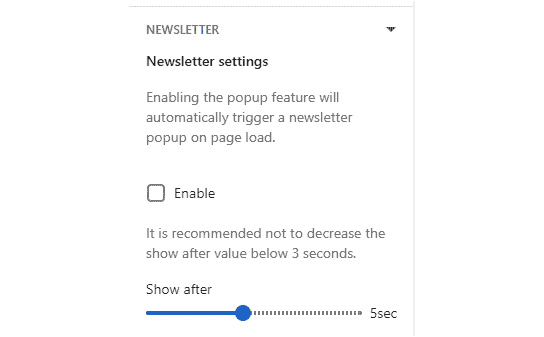 NEWSLETTER
Newsletter settings
Enabling the popup feature will
automatically trigger a newsletter
popup on page load.
Enable
It is recommended not to decrease the
show after value below 3 seconds.
Show after
5sec